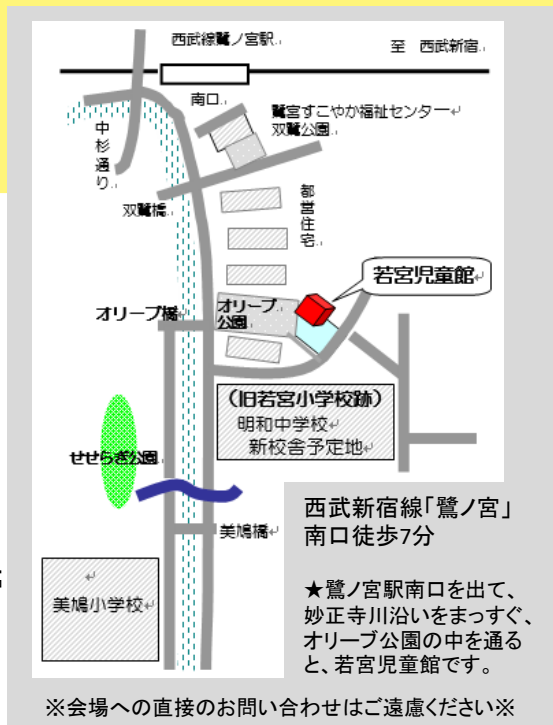 西武線鷺ノ宮駅
至 西武新宿
南口
鷺宮すこやか福祉センター
双鷺公園
中杉通り
双鷺橋
都営住宅
若宮児童館
オリーブ橋
オリーブ
公園
（旧若宮小学校跡）
明和中学校
新校舎予定地
せせらぎ公園
美鳩橋
美鳩小学校
西武新宿線「鷺ノ宮」
南口徒歩7分
★鷺ノ宮駅南口を出て、
妙正寺川沿いをまっすぐ、
オリーブ公園の中を通る
と、若宮児童館です。
※会場への直接のお問い合わせはご遠慮ください※